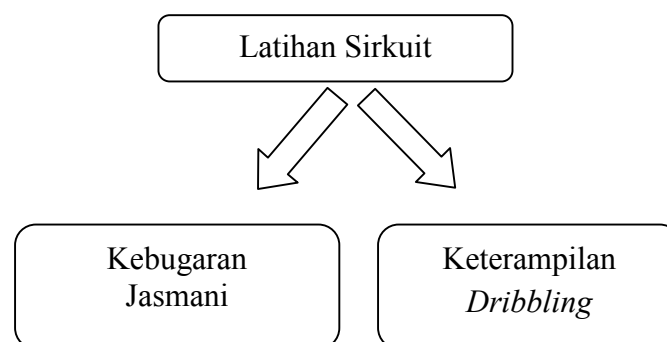 Latihan Sirkuit
Kebugaran
Jasmani
Keterampilan
Dribbling